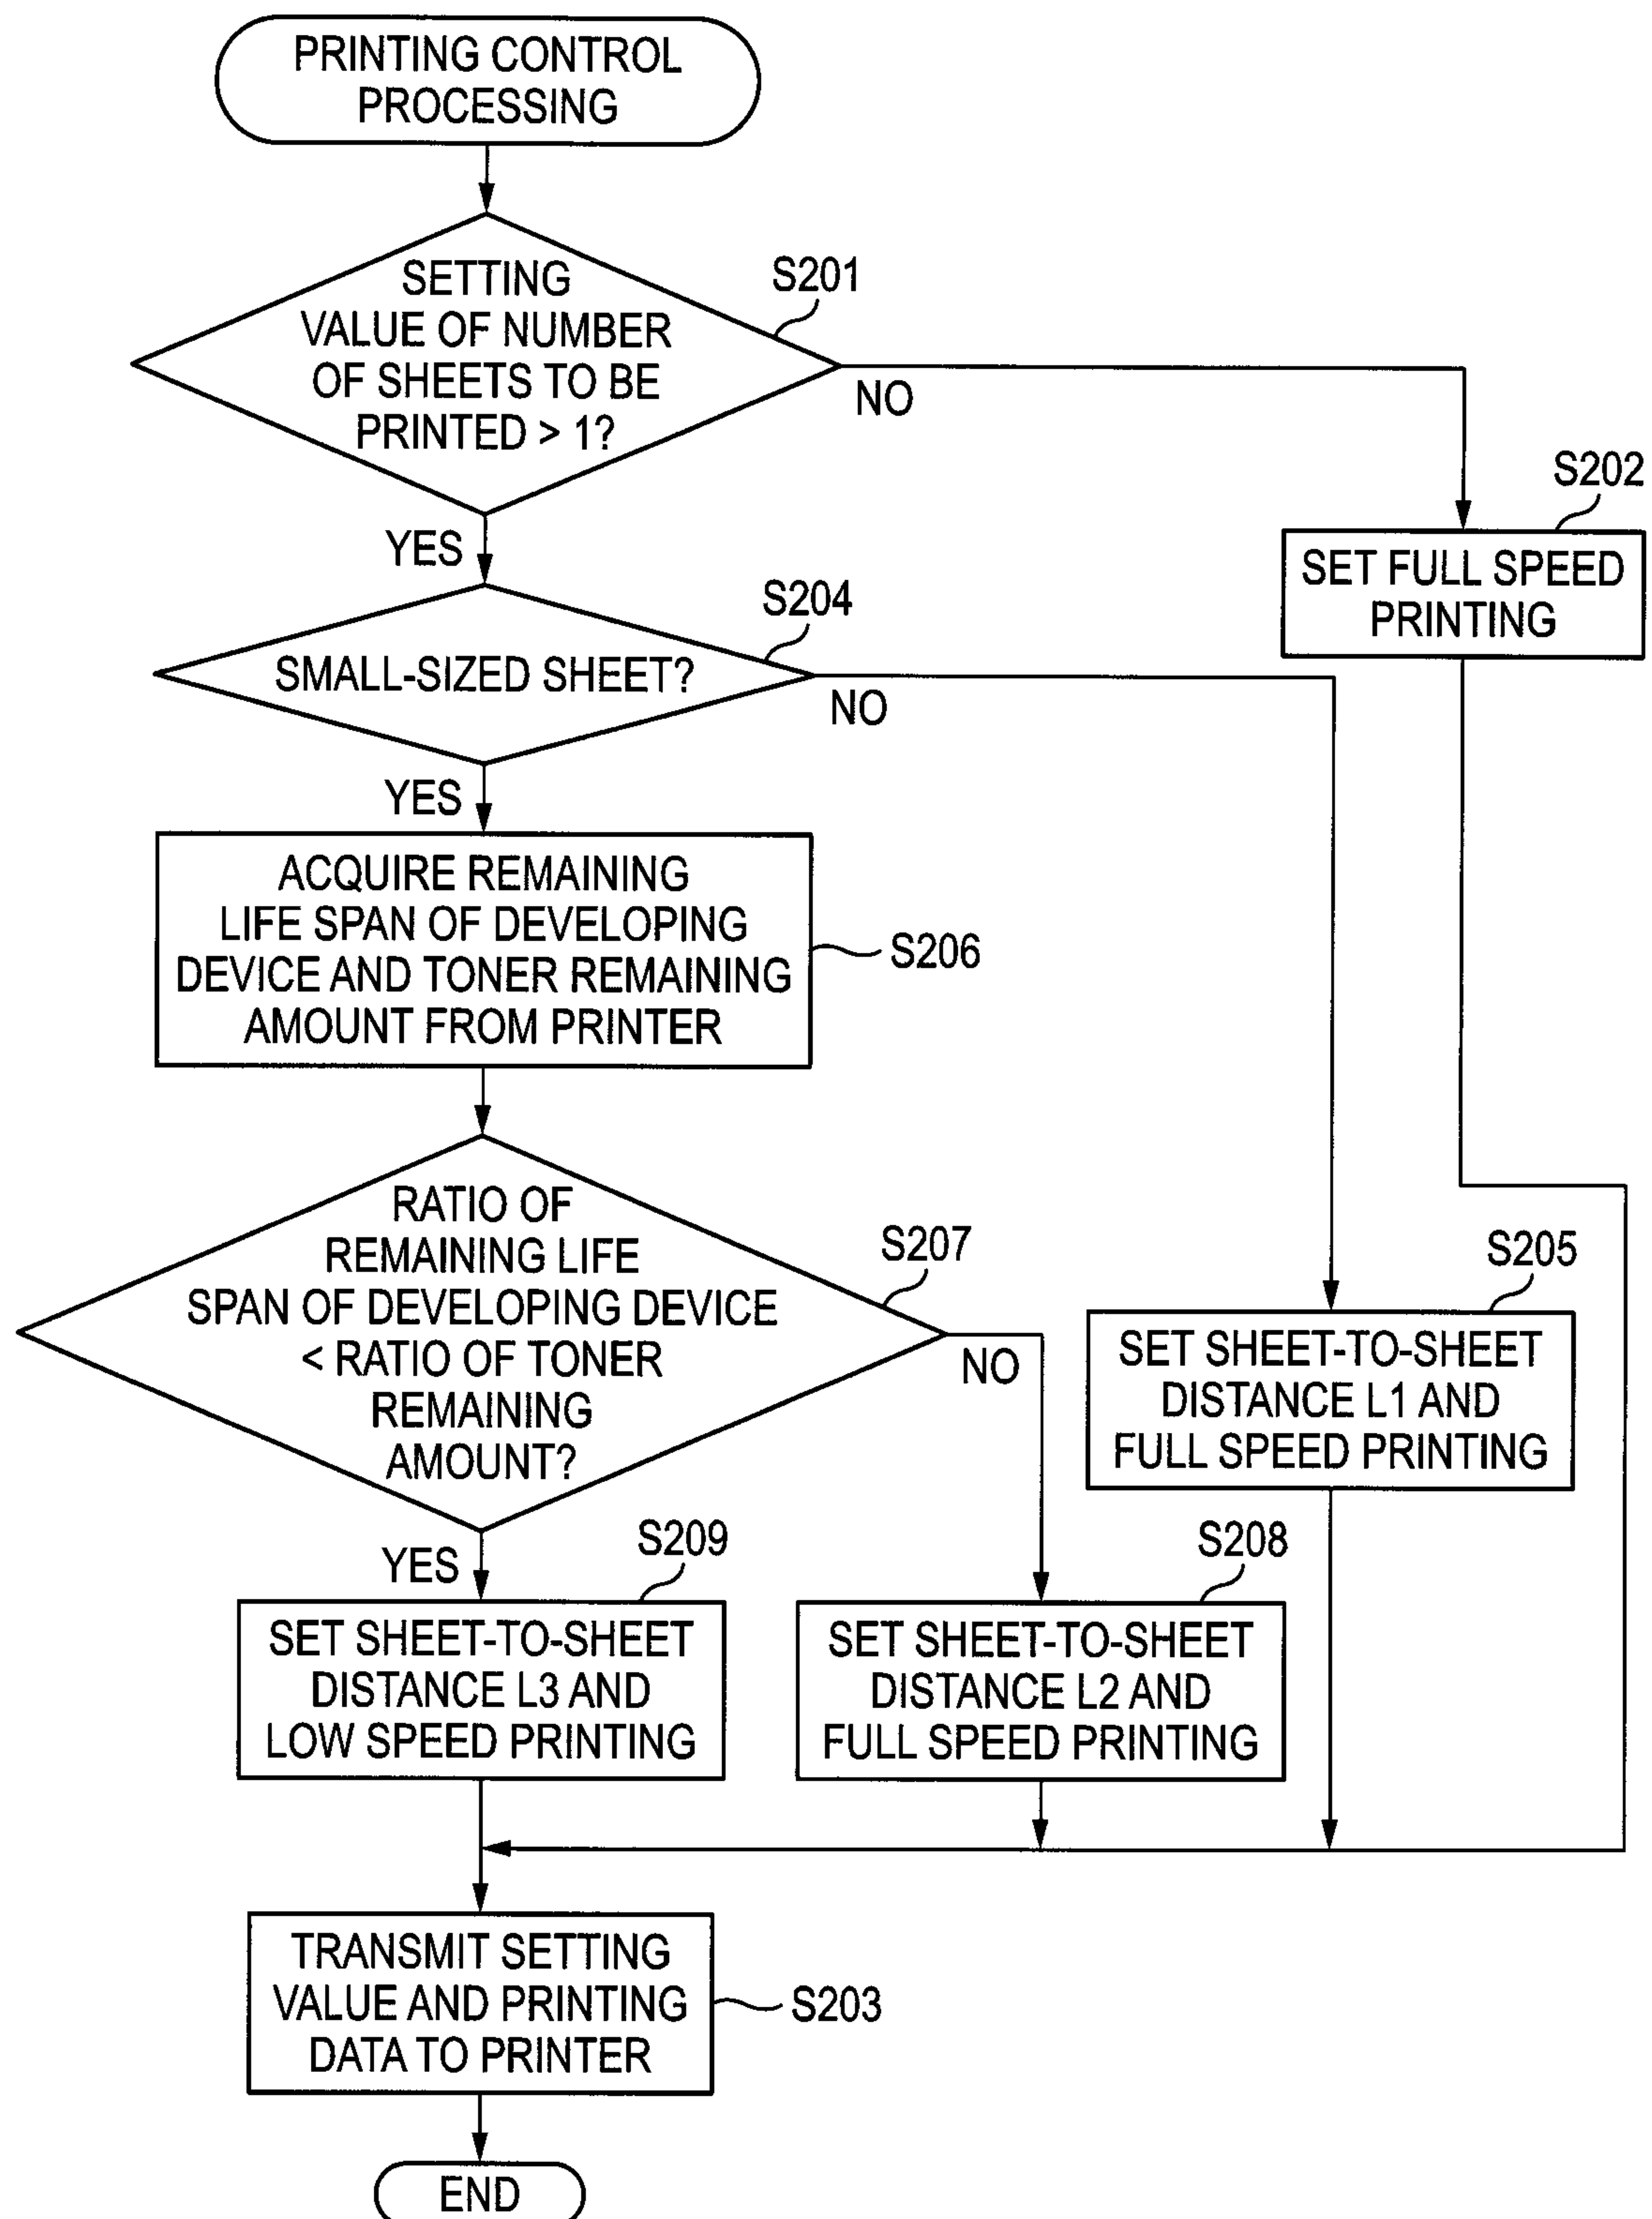 PRINTING CONTROL
PROCESSING
SETTING
VALUE OF NUMBER
OF SHEETS TO BE
PRINTED > 1?
S201
NO
YES
S202
SET FULL SPEED
PRINTING
S204
SMALL-SIZED SHEET?
NO
YES
ACQUIRE REMAINING
LIFE SPAN OF DEVELOPING
DEVICE AND TONER REMAINING
AMOUNT FROM PRINTER
S206
RATIO OF
REMAINING LIFE
SPAN OF DEVELOPING DEVICE
< RATIO OF TONER
REMAINING
AMOUNT?
S207
NO
YES
S205
SET SHEET-TO-SHEET
DISTANCE L1 AND
FULL SPEED PRINTING
S209
SET SHEET-TO-SHEET
DISTANCE L3 AND
LOW SPEED PRINTING
S208
SET SHEET-TO-SHEET
DISTANCE L2 AND
FULL SPEED PRINTING
TRANSMIT SETTING
VALUE AND PRINTING
DATA TO PRINTER
S203
END